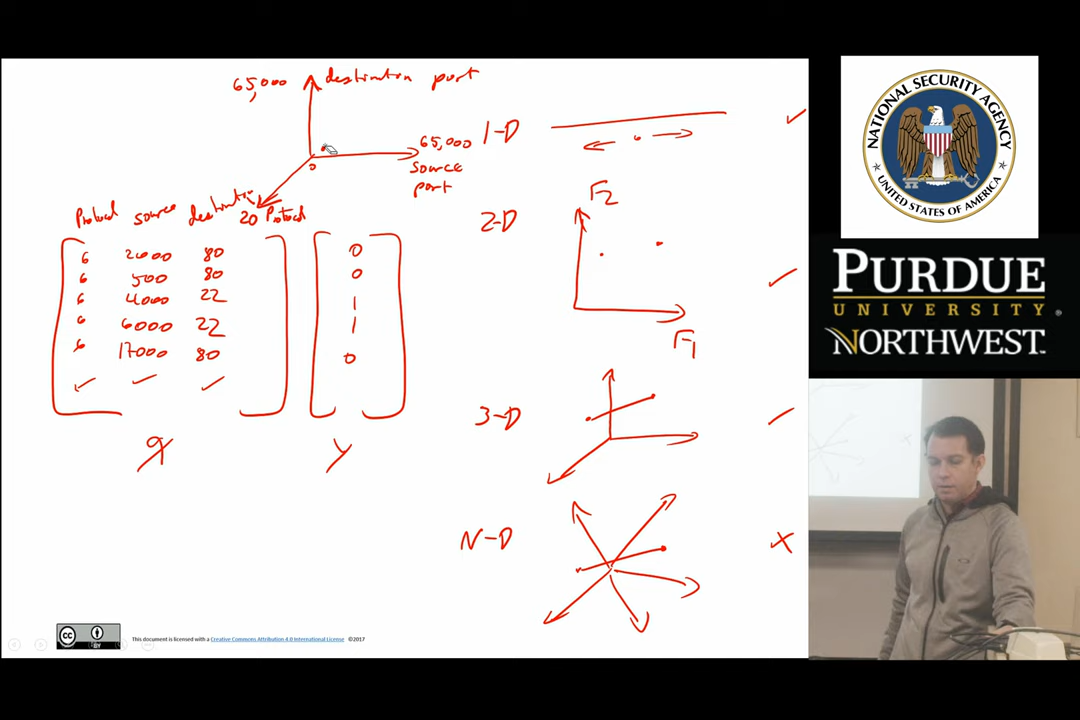 65,000 destination port
65,000
source
port
0
20 Protocol
Protocol source destination
6 2000 80
6 500 80
6 4000 22
6 6000 22
6 17000 80
X
0
0
1
1
0
y
1-D
2-D
F2
F1
3-D
N-D
This document is licensed with a Creative Commons Attribution 4.0 International License ©2017
cc
BY
NATIONAL SECURITY AGENCY
UNITED STATES OF AMERICA
PURDUE
UNIVERSITY
NORTHWEST